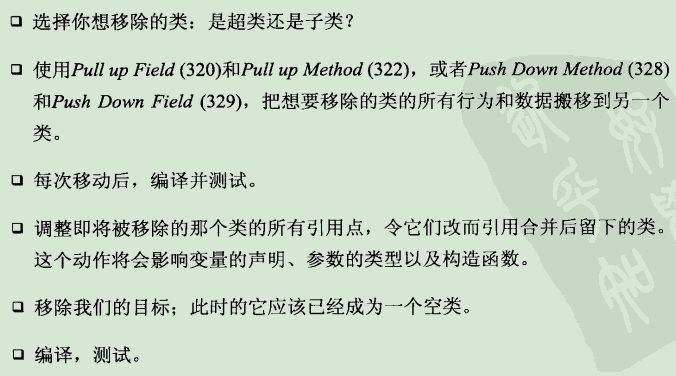 ❑ 选择你想移除的类：是超类还是子类？
❑ 使用Pull up Field (320)和Pull up Method (322)，或者Push Down Method (328)
和Push Down Field (329)，把想要移除的类的所有行为和数据搬移到另一个
类。
❑ 每次移动后，编译并测试。
❑ 调整即将被移除的那个类的所有引用点，令它们改而引用合并后留下的类。
这个动作将会影响变量的声明、参数的类型以及构造函数。
❑ 移除我们的目标；此时的它应该已经成为一个空类。
❑ 编译，测试。